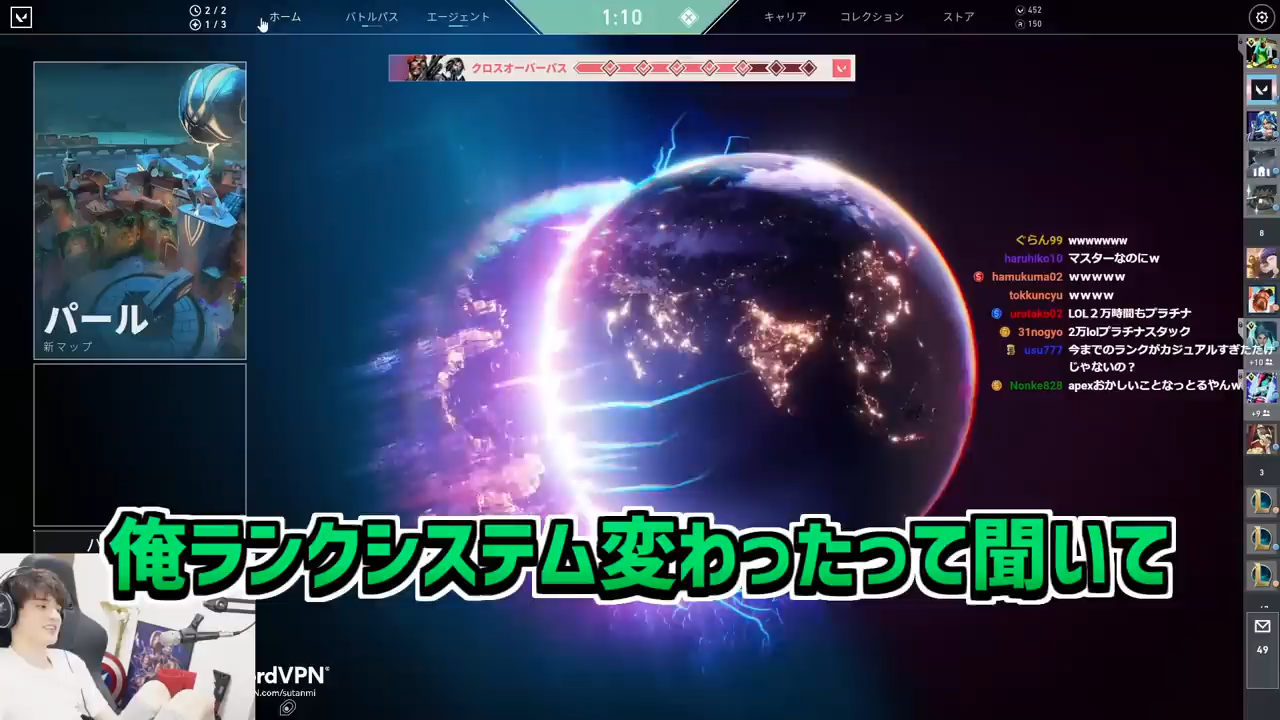 2 / 2
1 / 3
ホーム
バトルパス
エージェント
1:10
キャリア
コレクション
ストア
452
150
クロスオーバーパス
パール
新マップ
ぐらん99 wwwwwww
haruhiko10 マスターなのにw
hamukuma02 ｗｗｗｗｗ
tokkuncyu ｗｗｗｗ
urotako02 LOL２万時間もプラチナ
31nogyo 2万lolプラチナスタック
usu777 今までのランクがカジュアルすぎただけ
じゃないの？
Nonke828 apexおかしいことなっとるやんw
8
+10
+9
3
49
俺ランクシステム変わったって聞いて
rdVPN
N.com/sutanmi